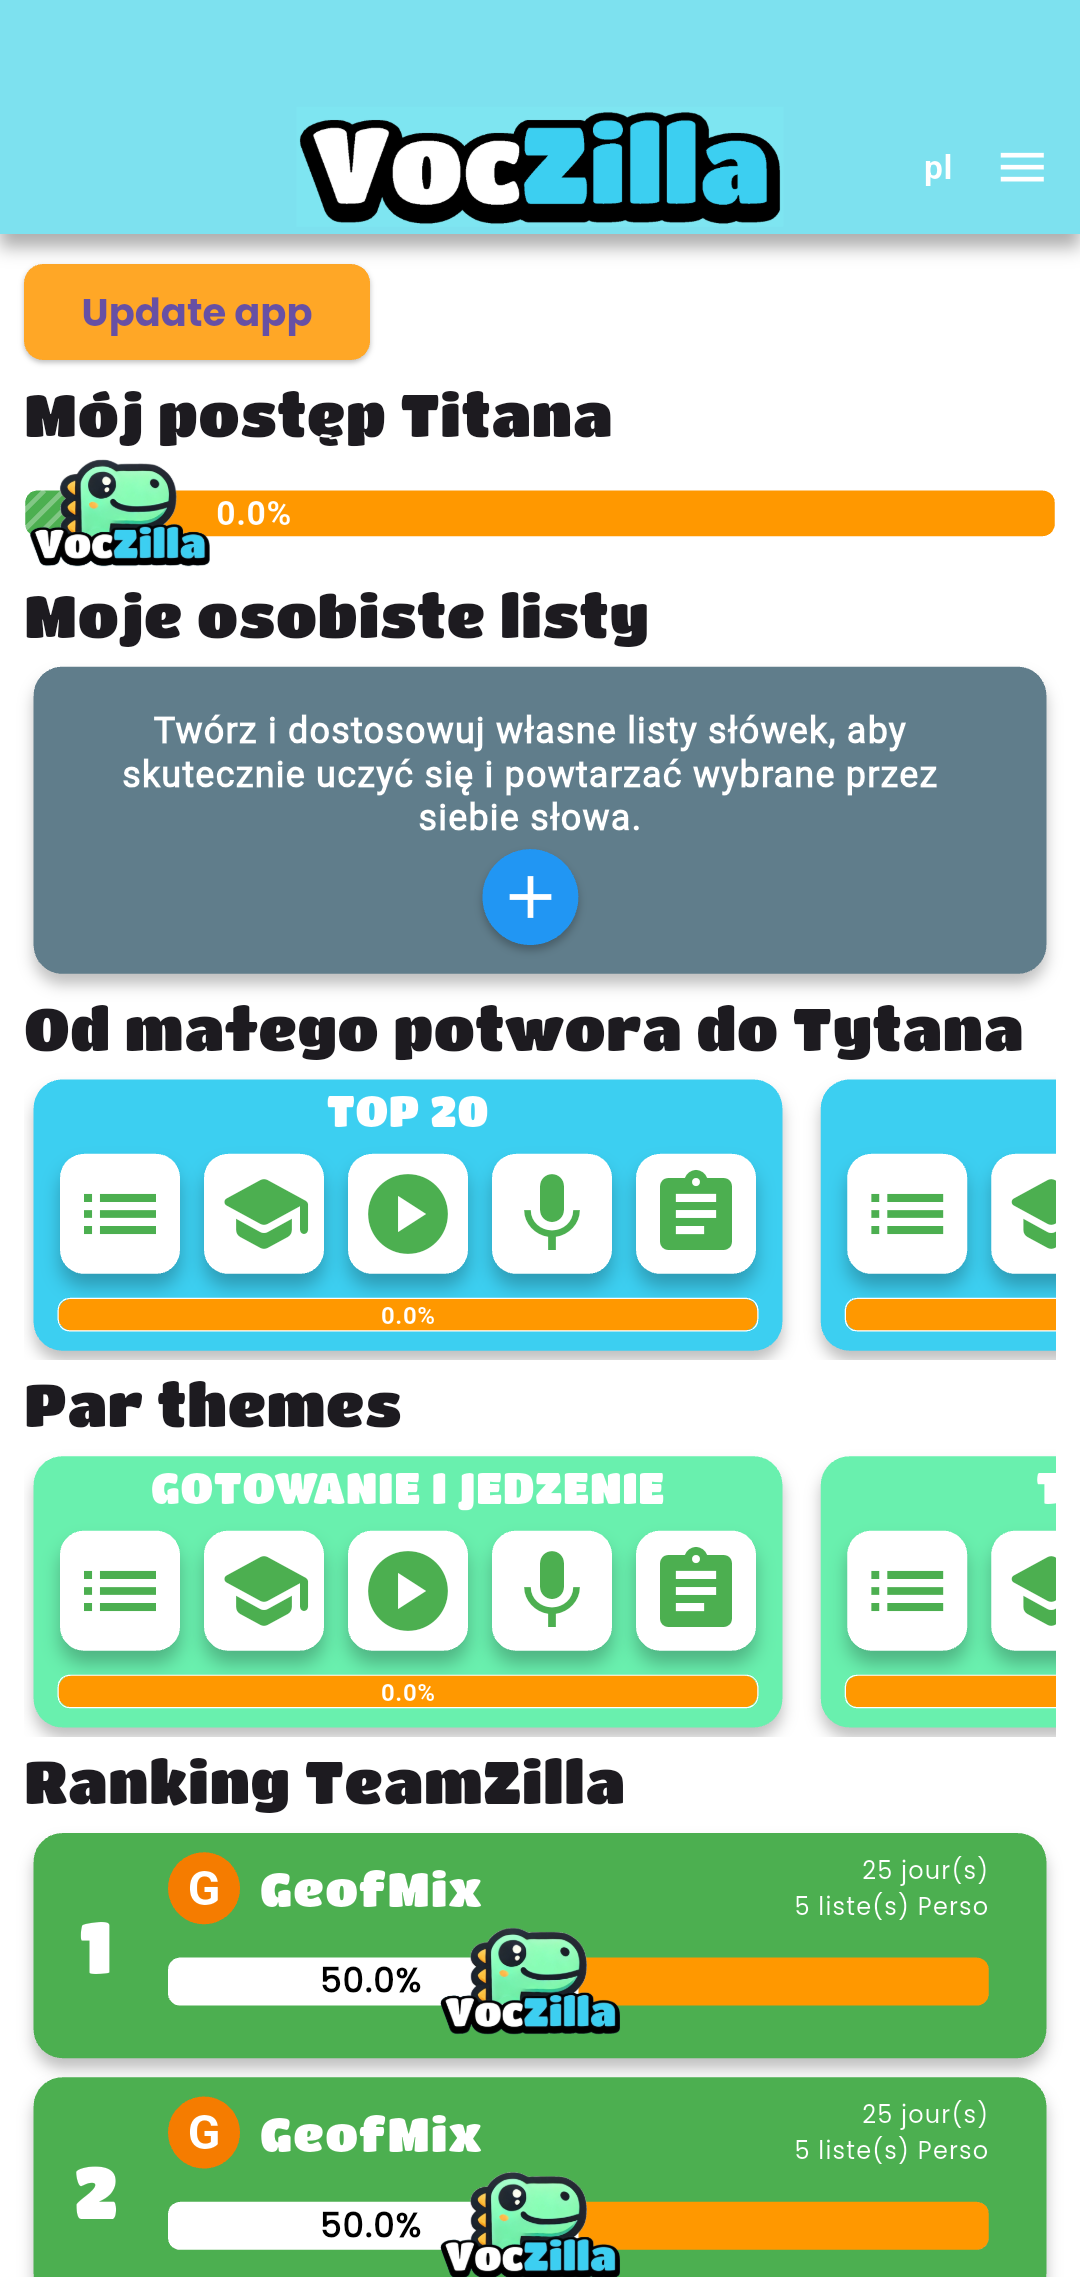 VocZilla
pl
Update app
Mój postęp Titana
0.0%
VocZilla
Moje osobiste listy
Twórz i dostosowuj własne listy słówek, aby
skutecznie uczyć się i powtarzać wybrane przez
siebie słowa.
Od małego potwora do Tytana
TOP 20
0.0%
Par themes
GOTOWANIE I JEDZENIE
T
0.0%
Ranking TeamZilla
1
G
GeofMix
25 jour(s)
5 liste(s) Perso
50.0%
VocZilla
2
G
GeofMix
25 jour(s)
5 liste(s) Perso
50.0%
VocZilla